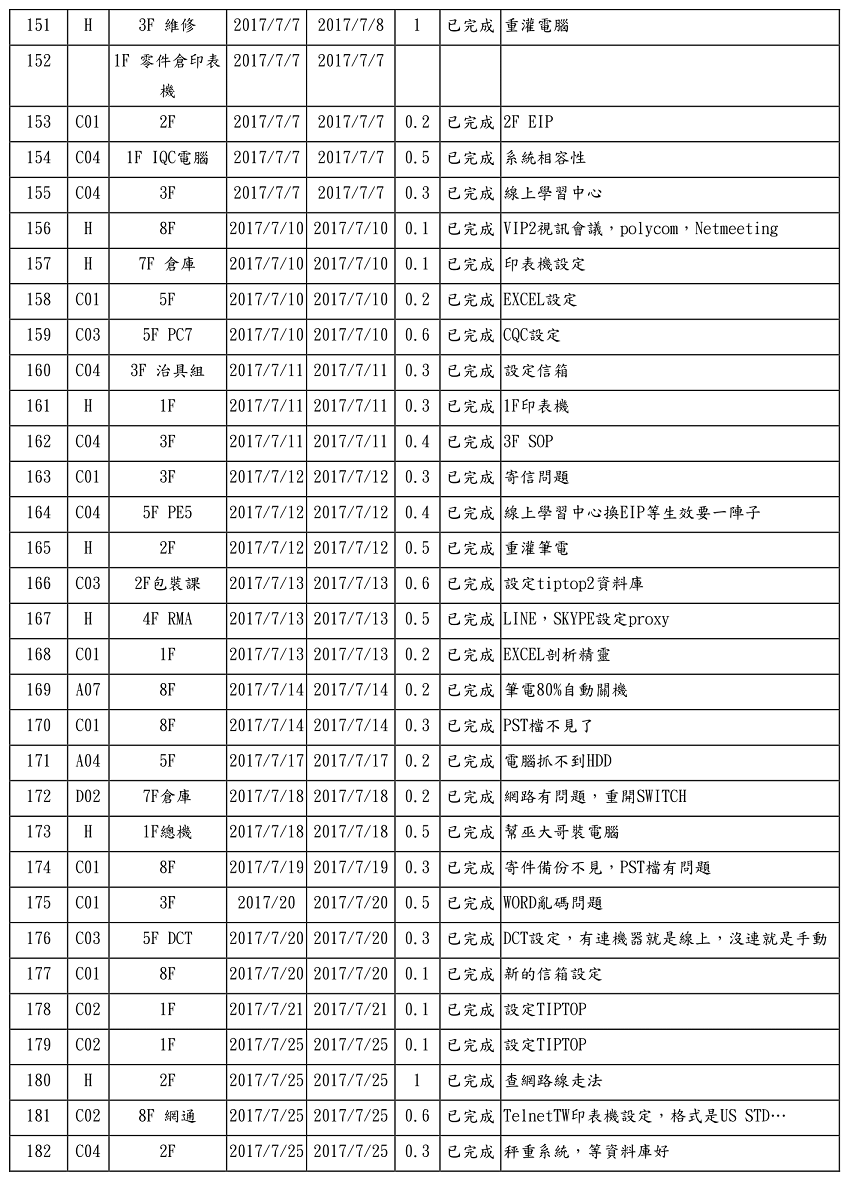 151 H 3F 維修 2017/7/7 2017/7/8 1 已完成 重灌電腦
152 1F 零件倉印表 2017/7/7 2017/7/7
機
153 C01 2F 2017/7/7 2017/7/7 0.2 已完成 2F EIP
154 C04 1F IQC電腦 2017/7/7 2017/7/7 0.5 已完成 系統相容性
155 C04 3F 2017/7/7 2017/7/7 0.3 已完成 線上學習中心
156 H 8F 2017/7/10 2017/7/10 0.1 已完成 VIP2視訊會議，polycom，Netmeeting
157 H 7F 倉庫 2017/7/10 2017/7/10 0.1 已完成 印表機設定
158 C01 5F 2017/7/10 2017/7/10 0.2 已完成 EXCEL設定
159 C03 5F PC7 2017/7/10 2017/7/10 0.6 已完成 CQC設定
160 C04 3F 治具組 2017/7/11 2017/7/11 0.3 已完成 設定信箱
161 H 1F 2017/7/11 2017/7/11 0.3 已完成 1F印表機
162 C04 3F 2017/7/11 2017/7/11 0.4 已完成 3F SOP
163 C01 3F 2017/7/12 2017/7/12 0.3 已完成 寄信問題
164 C04 5F PE5 2017/7/12 2017/7/12 0.4 已完成 線上學習中心換EIP等生效要一陣子
165 H 2F 2017/7/12 2017/7/12 0.5 已完成 重灌筆電
166 C03 2F包裝課 2017/7/13 2017/7/13 0.6 已完成 設定tiptop2資料庫
167 H 4F RMA 2017/7/13 2017/7/13 0.5 已完成 LINE，SKYPE設定proxy
168 C01 1F 2017/7/13 2017/7/13 0.2 已完成 EXCEL剖析精靈
169 A07 8F 2017/7/14 2017/7/14 0.2 已完成 筆電80%自動關機
170 C01 8F 2017/7/14 2017/7/14 0.3 已完成 PST檔不見了
171 A04 5F 2017/7/17 2017/7/17 0.2 已完成 電腦抓不到HDD
172 D02 7F倉庫 2017/7/18 2017/7/18 0.2 已完成 網路有問題，重開SWITCH
173 H 1F總機 2017/7/18 2017/7/18 0.5 已完成 幫巫大哥裝電腦
174 C01 8F 2017/7/19 2017/7/19 0.3 已完成 寄件備份不見，PST檔有問題
175 C01 3F 2017/20 2017/7/20 0.5 已完成 WORD亂碼問題
176 C03 5F DCT 2017/7/20 2017/7/20 0.3 已完成 DCT設定，有連機器就是線上，沒連就是手動
177 C01 8F 2017/7/20 2017/7/20 0.1 已完成 新的信箱設定
178 C02 1F 2017/7/21 2017/7/21 0.1 已完成 設定TIPTOP
179 C02 1F 2017/7/25 2017/7/25 0.1 已完成 設定TIPTOP
180 H 2F 2017/7/25 2017/7/25 1 已完成 查網路線走法
181 C02 8F 網通 2017/7/25 2017/7/25 0.6 已完成 TelnetTW印表機設定，格式是US STD…
182 C04 2F 2017/7/25 2017/7/25 0.3 已完成 秤重系統，等資料庫好